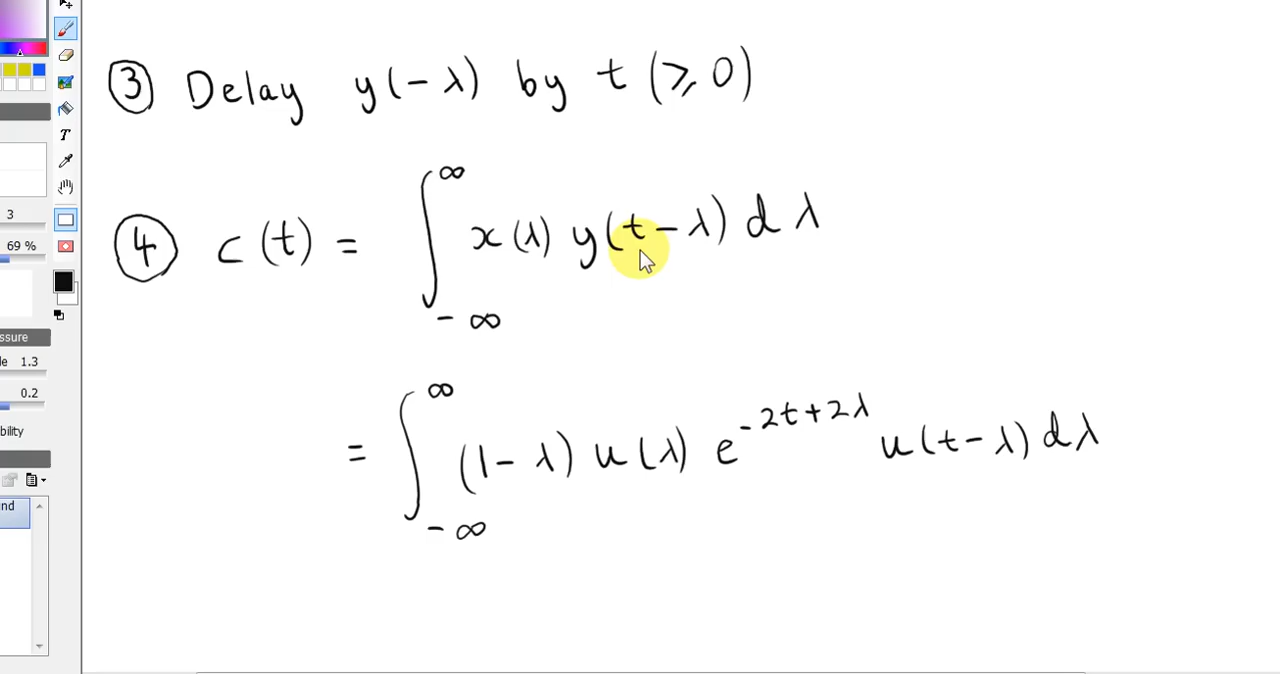 ③ Delay y(-λ) by t (≥0)
④ c(t) = ∫_{-∞}^{∞} x(λ) y(t-λ) dλ
= ∫_{-∞}^{∞} (1-λ) u(λ) e^{-2t+2λ} u(t-λ) dλ
T
3
69 %
ssure
le 1.3
0.2
bility
nd